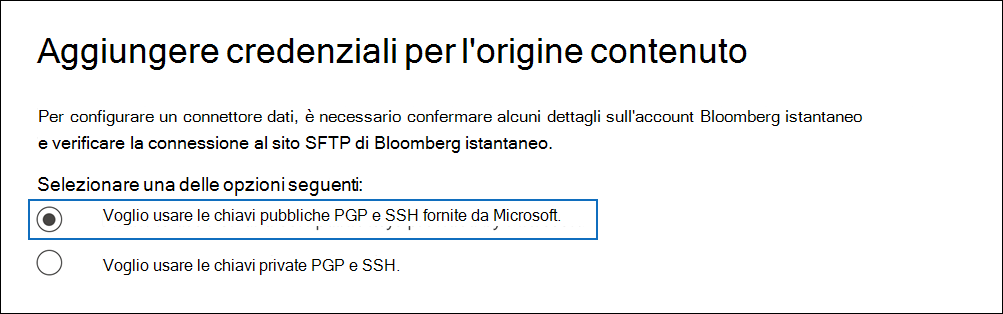 Aggiungere credenziali per l'origine contenuto
Per configurare un connettore dati, è necessario confermare alcuni dettagli sull'account Bloomberg istantaneo
e verificare la connessione al sito SFTP di Bloomberg istantaneo.
Selezionare una delle opzioni seguenti:
Voglio usare le chiavi pubbliche PGP e SSH fornite da Microsoft.
Voglio usare le chiavi private PGP e SSH.